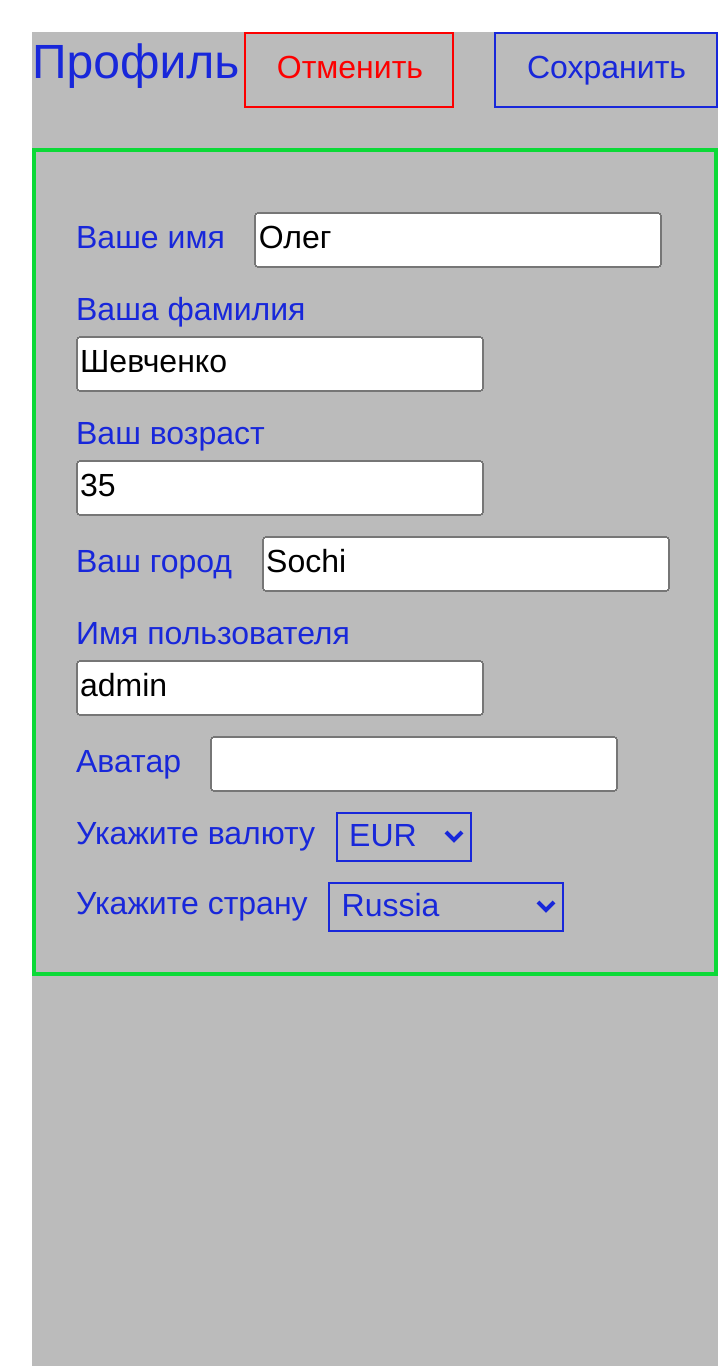 Профиль Отменить Сохранить
Ваше имя Олег
Ваша фамилия
Шевченко
Ваш возраст
35
Ваш город Sochi
Имя пользователя
admin
Аватар
Укажите валюту EUR
Укажите страну Russia